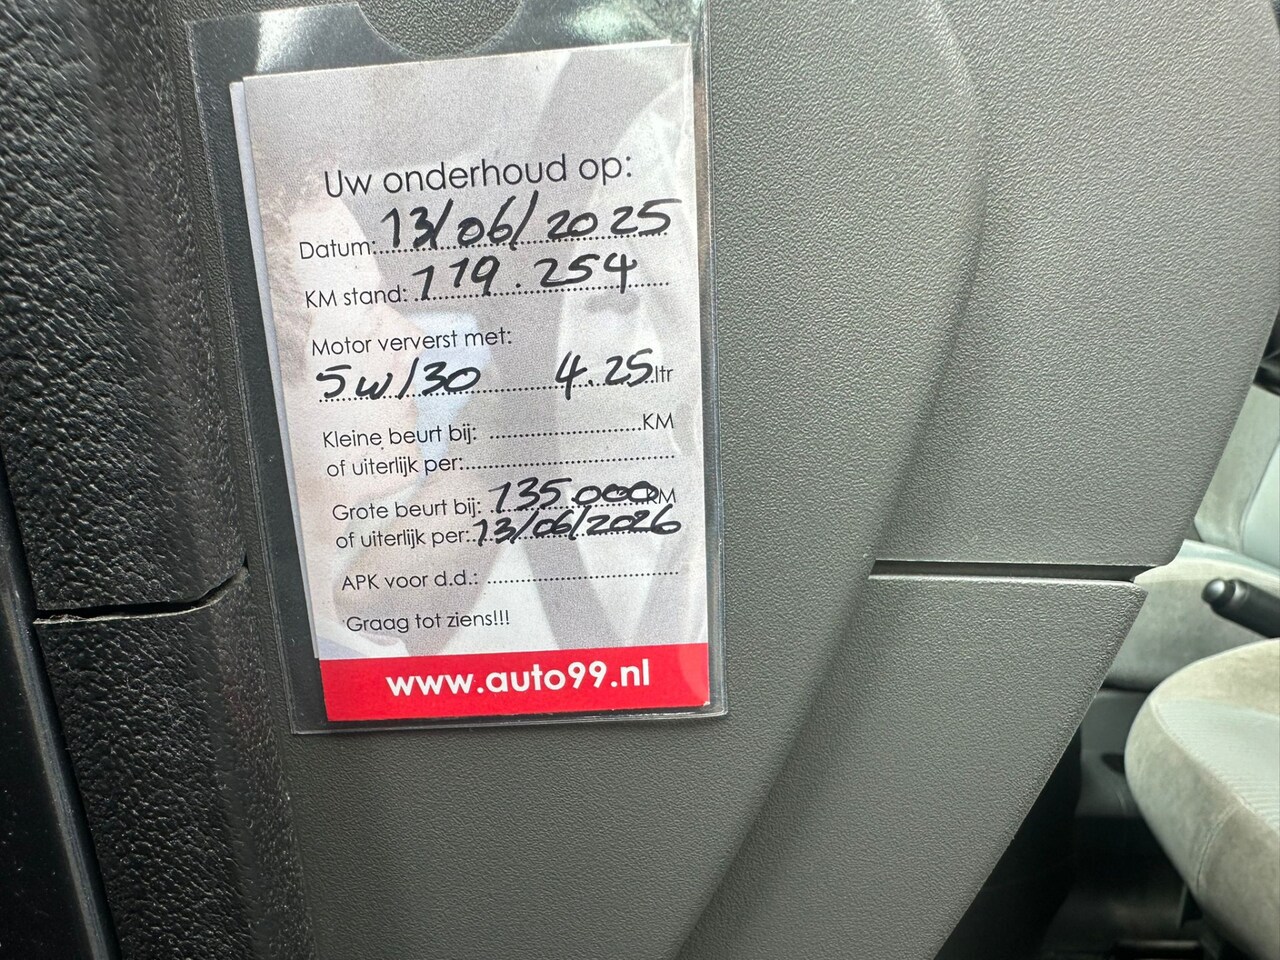 Uw onderhoud op:
Datum: 13/06/2025
KM stand: 119.254
Motor ververst met:
5w/30 4.25 ltr
Kleine beurt bij: KM
of uiterlijk per:
Grote beurt bij: 135.000 KM
of uiterlijk per: 13/06/2026
APK voor d.d.:
Graag tot ziens!!!
www.auto99.nl